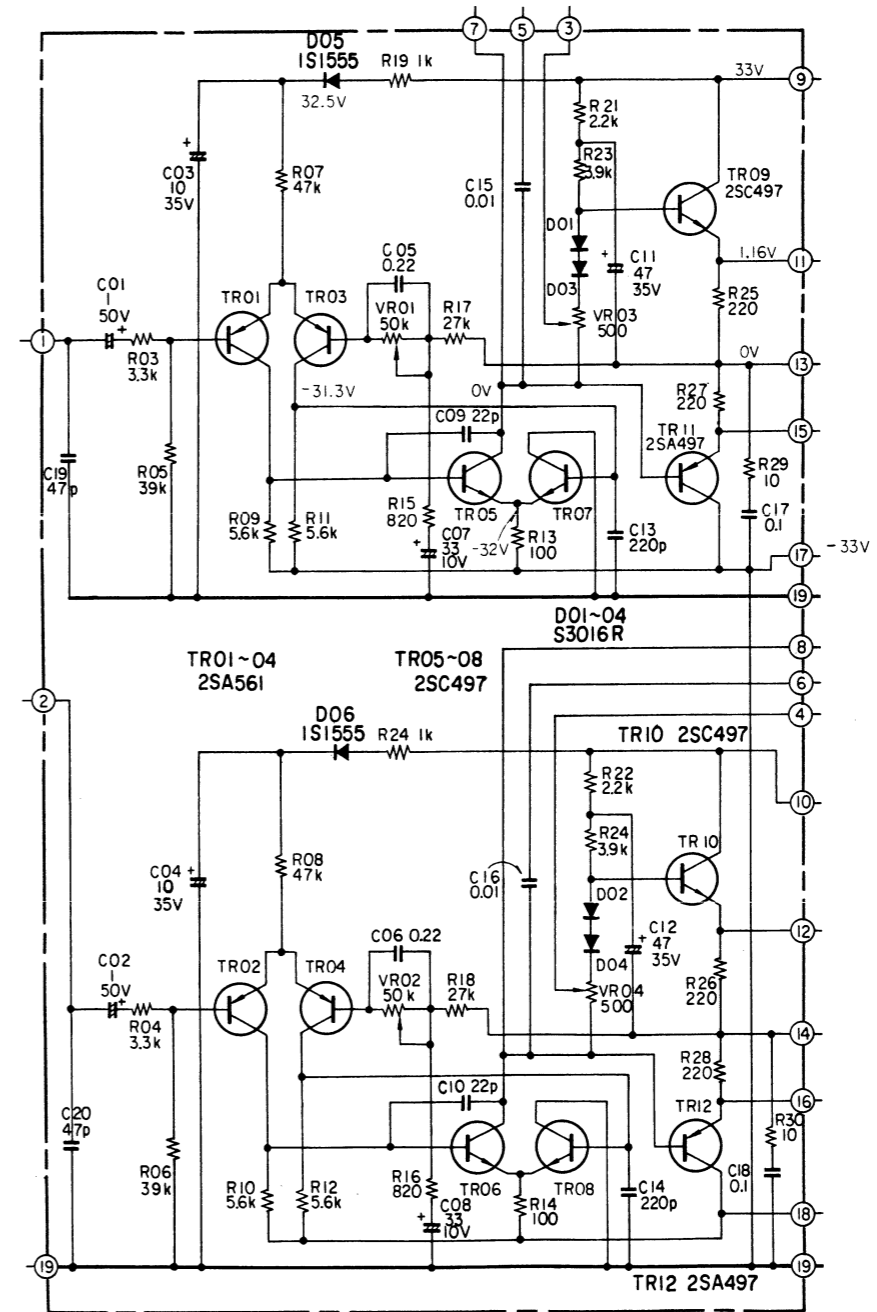 7
5
3
D05
1S1555
R19 1k
33V
9
32.5V
R21
2.2k
C03
10
35V
R07
47k
R23
3.9k
C15
0.01
TR09
2SC497
D01
C05
0.22
C11
47
35V
1.16V
11
C01
1
50V
TR01
TR03
D03
R25
220
VR01
50k
R17
27k
VR03
500
1
R03
3.3k
0V
13
-31.3V
0V
R27
220
C09 22p
TR11
2SA497
15
C19
47p
R05
39k
R29
10
R09
5.6k
R11
5.6k
R15
820
TR05
TR07
C17
0.1
C07
33
10V
-32V
R13
100
C13
220p
17
-33V
19
D01~04
S3016R
8
TR01~04
2SA561
TR05~08
2SC497
6
2
4
D06
1S1555
R24 1k
TR10 2SC497
R22
2.2k
10
R24
3.9k
TR10
C04
10
35V
R08
47k
C16
0.01
D02
C06 0.22
C12
47
35V
12
C02
1
50V
TR02
TR04
D04
VR02
50k
R18
27k
VR04
500
R26
220
R04
3.3k
14
R28
220
C10 22p
16
C20
47p
TR12
R30
10
R06
39k
R10
5.6k
R12
5.6k
R16
820
TR06
TR08
C14
220p
C18
0.1
C08
33
10V
R14
100
18
19
19
TR12 2SA497